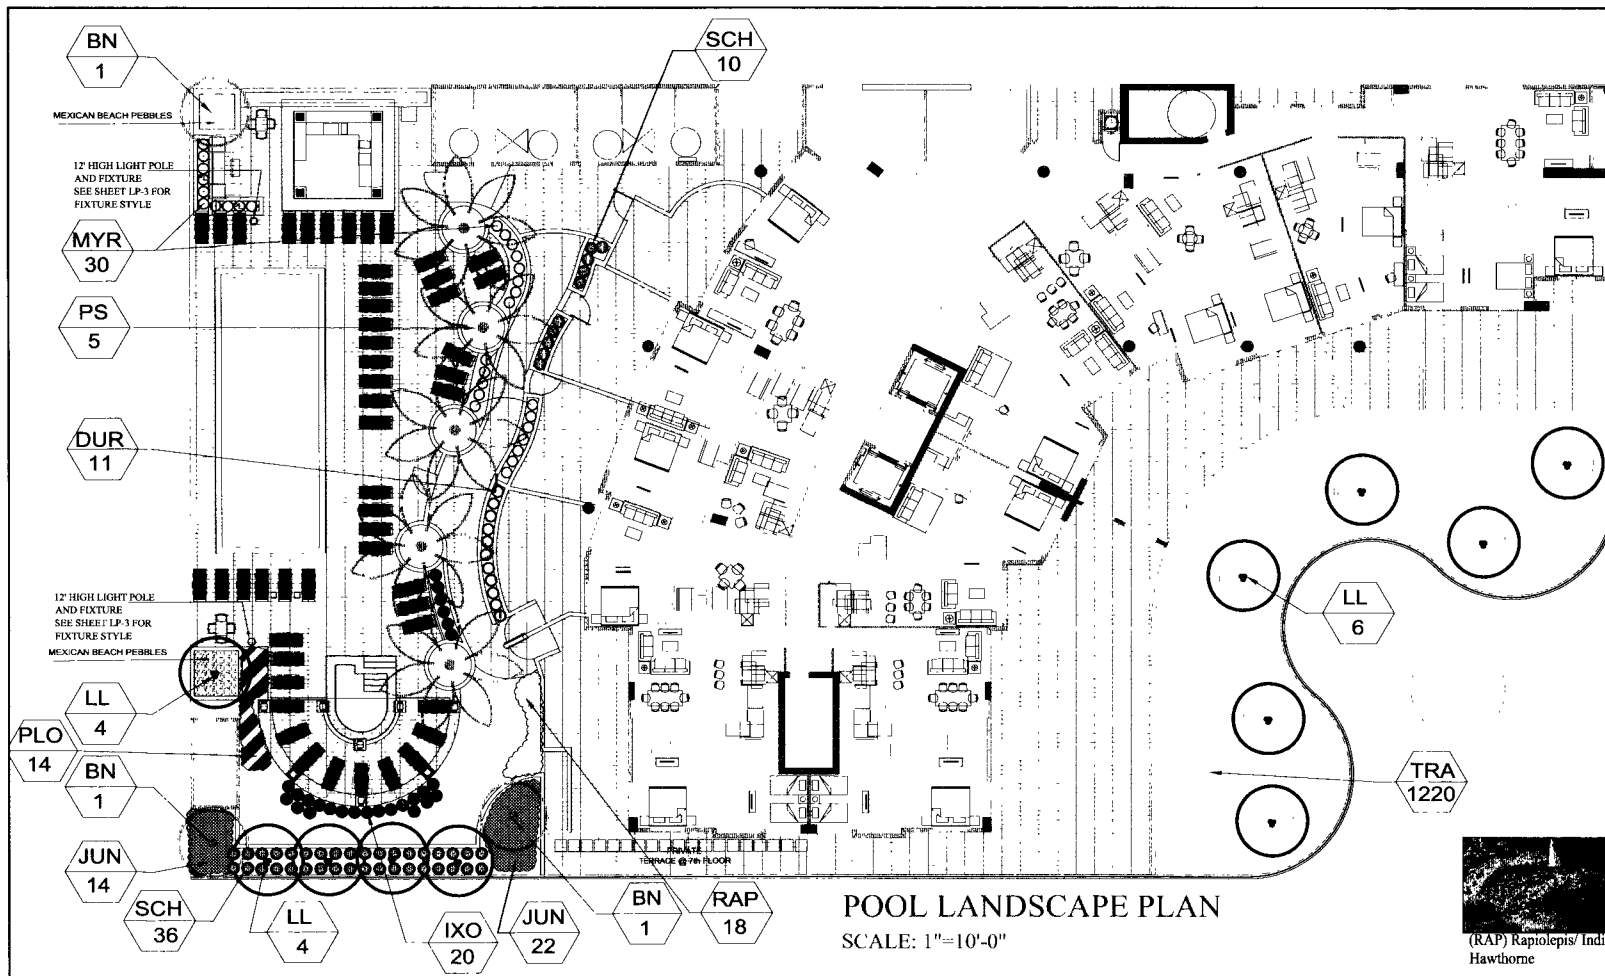 BN
1
SCH
10
MEXICAN BEACH PEBBLES
12' HIGH LIGHT POLE
AND FIXTURE
SEE SHEET LP-3 FOR
FIXTURE STYLE
MYR
30
PS
5
DUR
11
12' HIGH LIGHT POLE
AND FIXTURE
SEE SHEET LP-3 FOR
FIXTURE STYLE
MEXICAN BEACH PEBBLES
LL
6
LL
4
PLO
14
BN
1
TRA
1220
JUN
14
PRIVATE
TERRACE @ 7th FLOOR
SCH
36
LL
4
IXO
20
JUN
22
BN
1
RAP
18
POOL LANDSCAPE PLAN
SCALE: 1"=10'-0"
(RAP) Rapiolepis/ Indi
Hawthorne